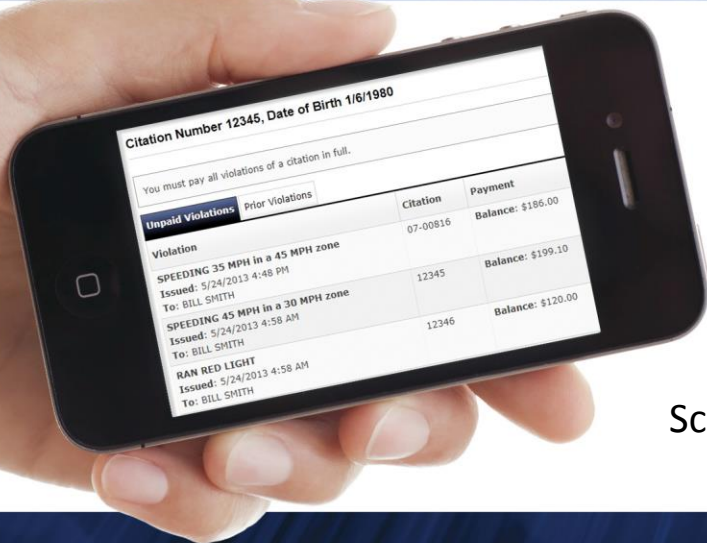 Citation Number 12345, Date of Birth 1/6/1980
You must pay all violations of a citation in full.
Unpaid Violations Prior Violations
Violation Citation Payment
SPEEDING 35 MPH in a 45 MPH zone 07-00816 Balance: $186.00
Issued: 5/24/2013 4:48 PM
To: BILL SMITH
SPEEDING 45 MPH in a 30 MPH zone 12345 Balance: $199.10
Issued: 5/24/2013 4:58 AM
To: BILL SMITH
RAN RED LIGHT 12346 Balance: $120.00
Issued: 5/24/2013 4:58 AM
To: BILL SMITH
Sc